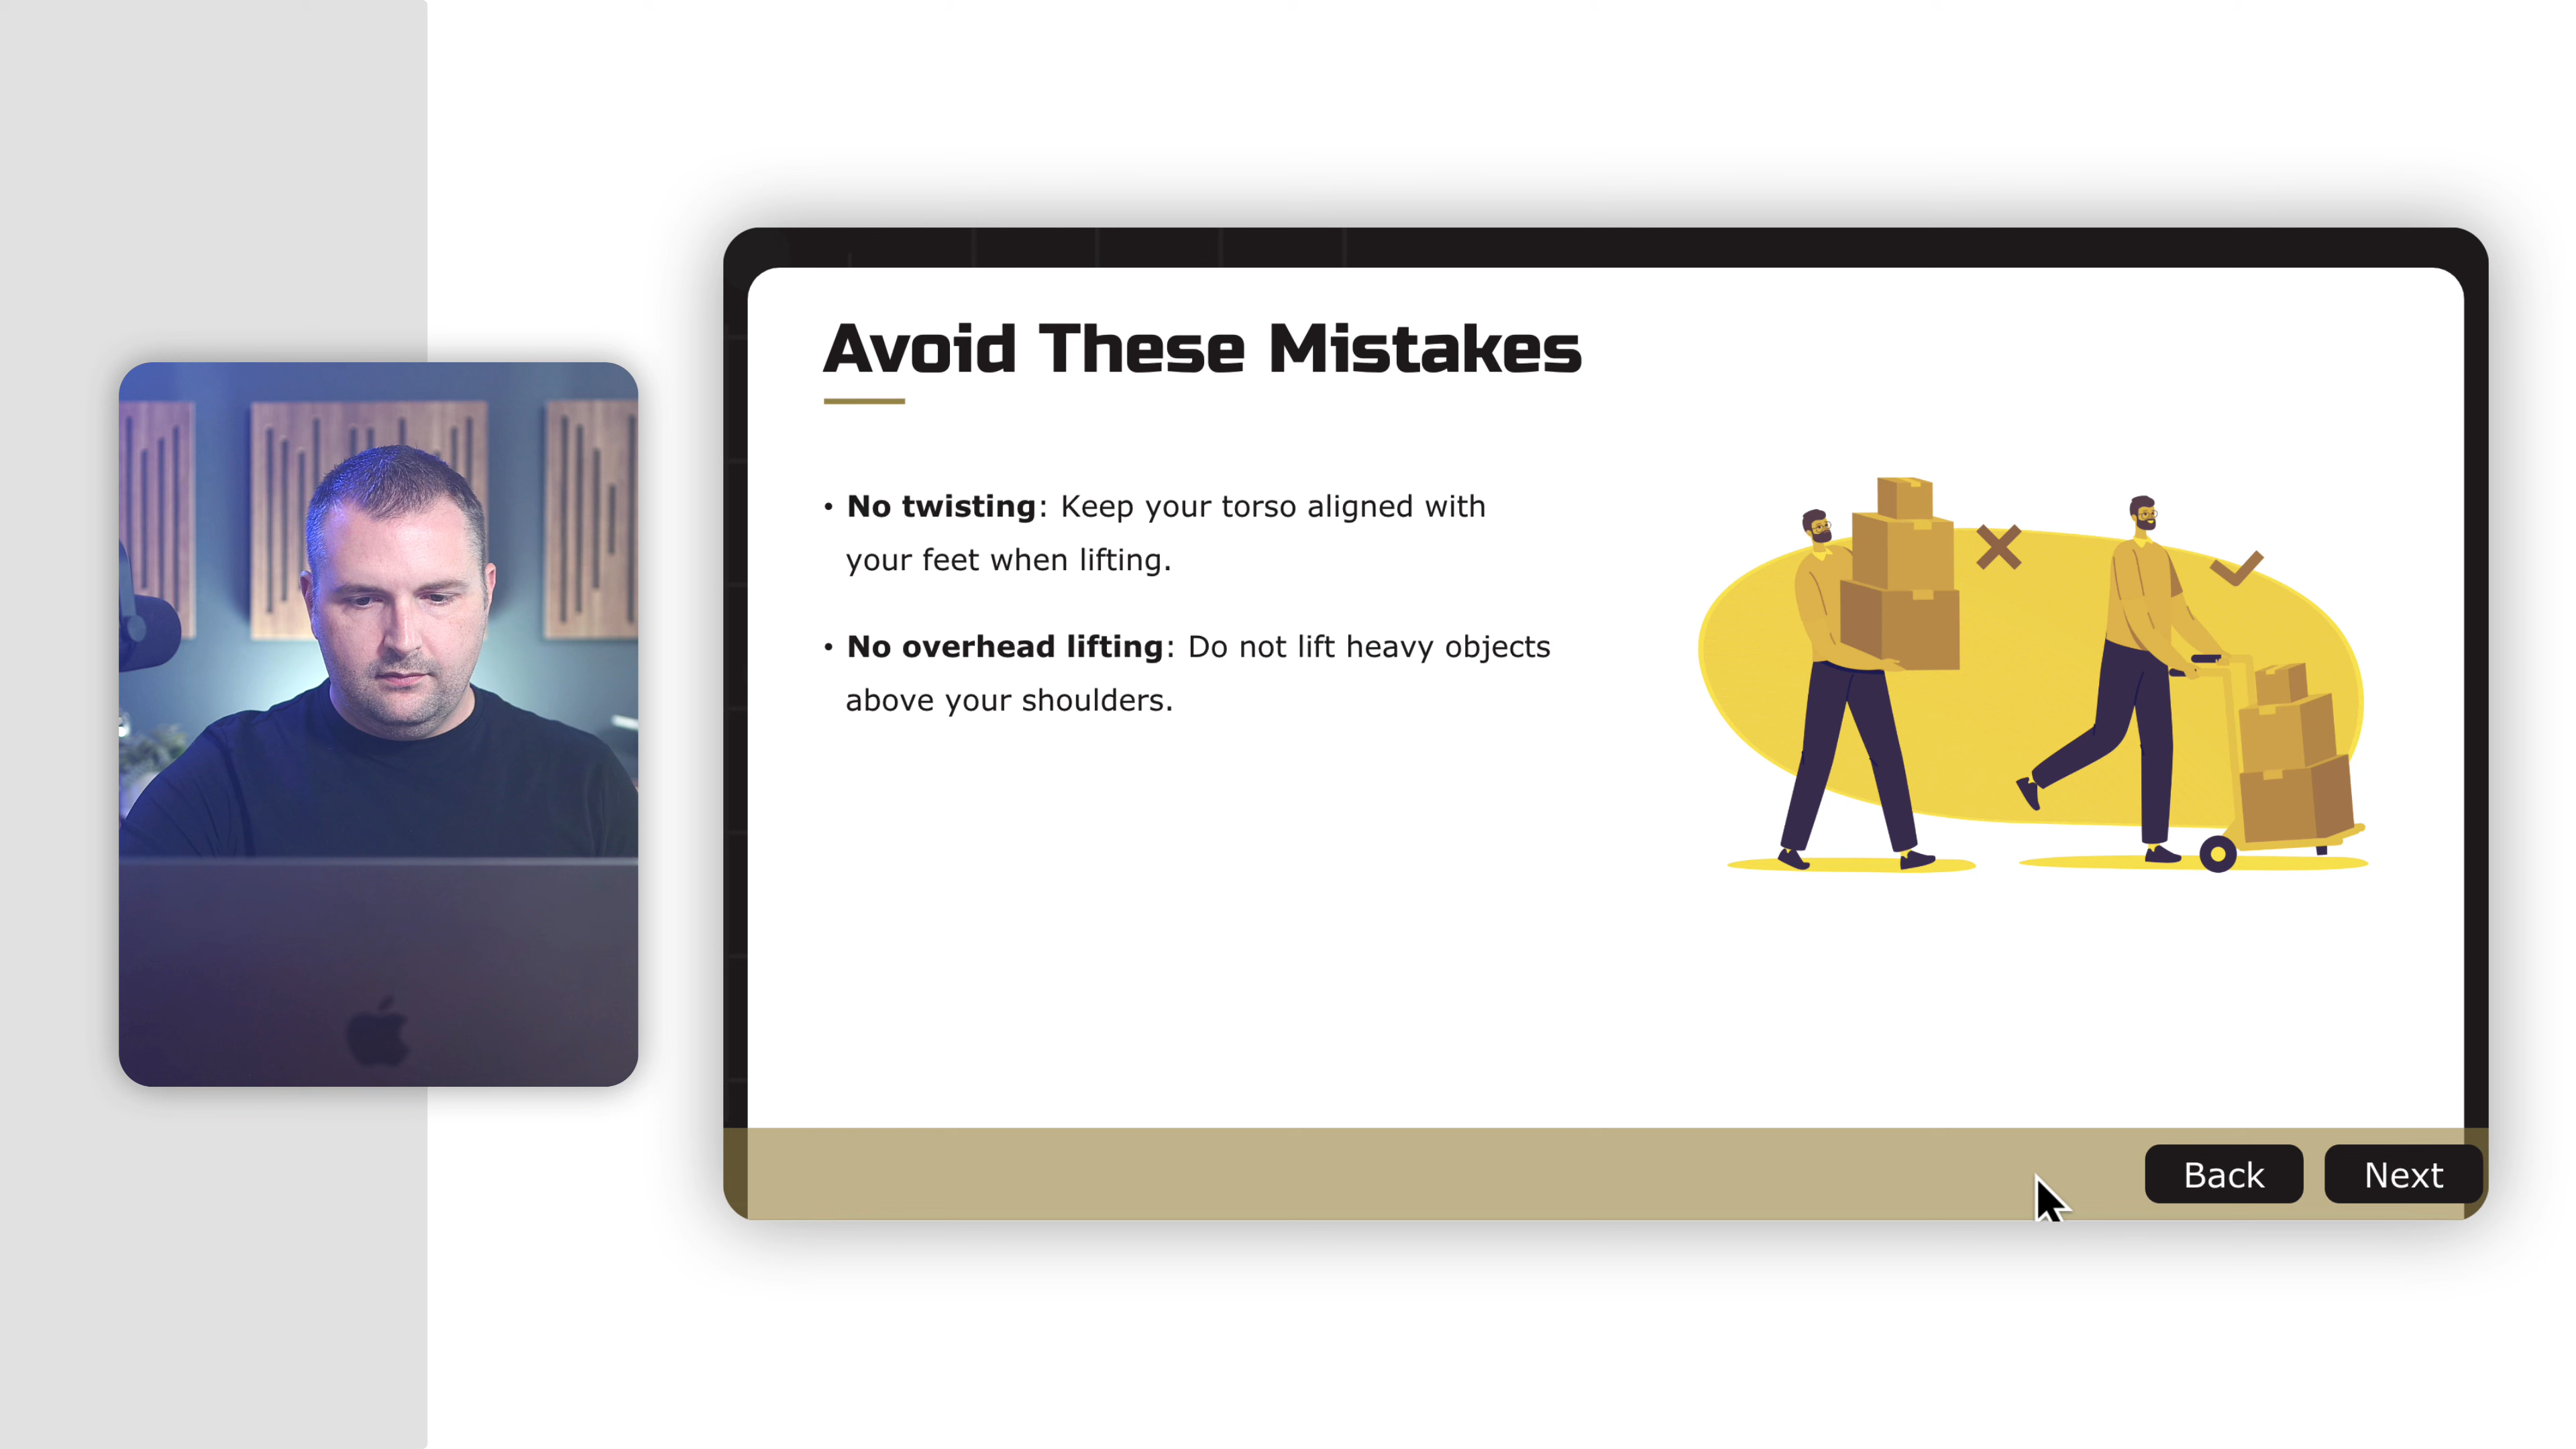 Avoid These Mistakes
• No twisting: Keep your torso aligned with
your feet when lifting.
• No overhead lifting: Do not lift heavy objects
above your shoulders.
Back
Next